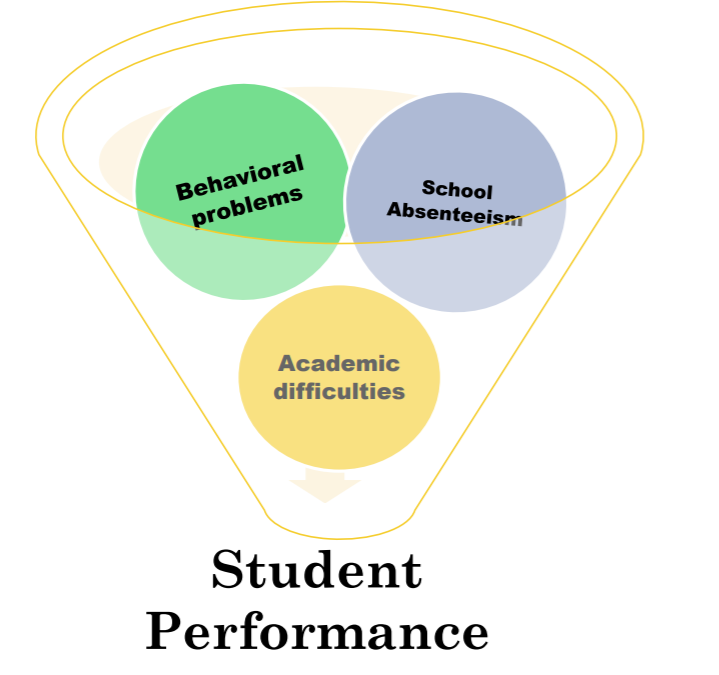 Behavioral
problems
School
Absenteeism
Academic
difficulties
Student
Performance